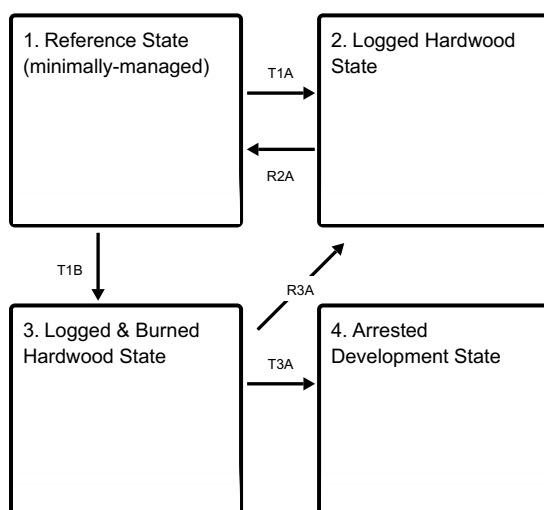 1. Reference State
(minimally-managed)
2. Logged Hardwood
State
T1A
R2A
T1B
R3A
3. Logged & Burned
Hardwood State
T3A
4. Arrested
Development State